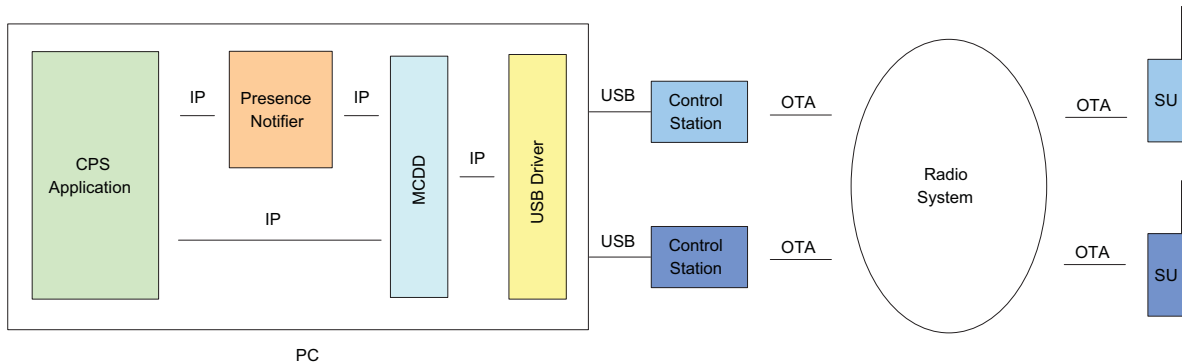 IP
Presence
Notifier
IP
CPS
Application
IP
MCDD
IP
USB Driver
USB
Control
Station
OTA
Radio
System
OTA
SU
USB
Control
Station
OTA
OTA
SU
PC